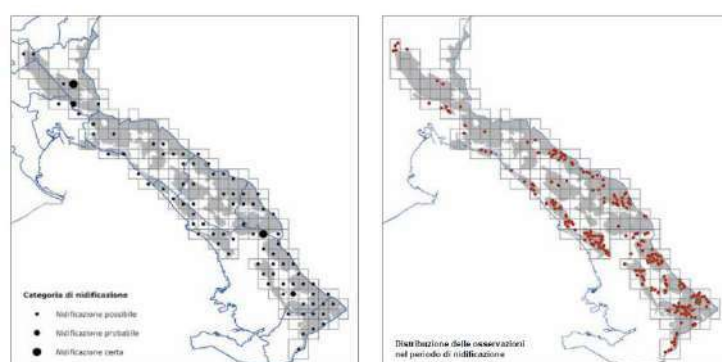 Categoria di nidificazione
Nidificazione possibile
Nidificazione probabile
Nidificazione certa
Distribuzione delle osservazioni
nel periodo di nidificazione